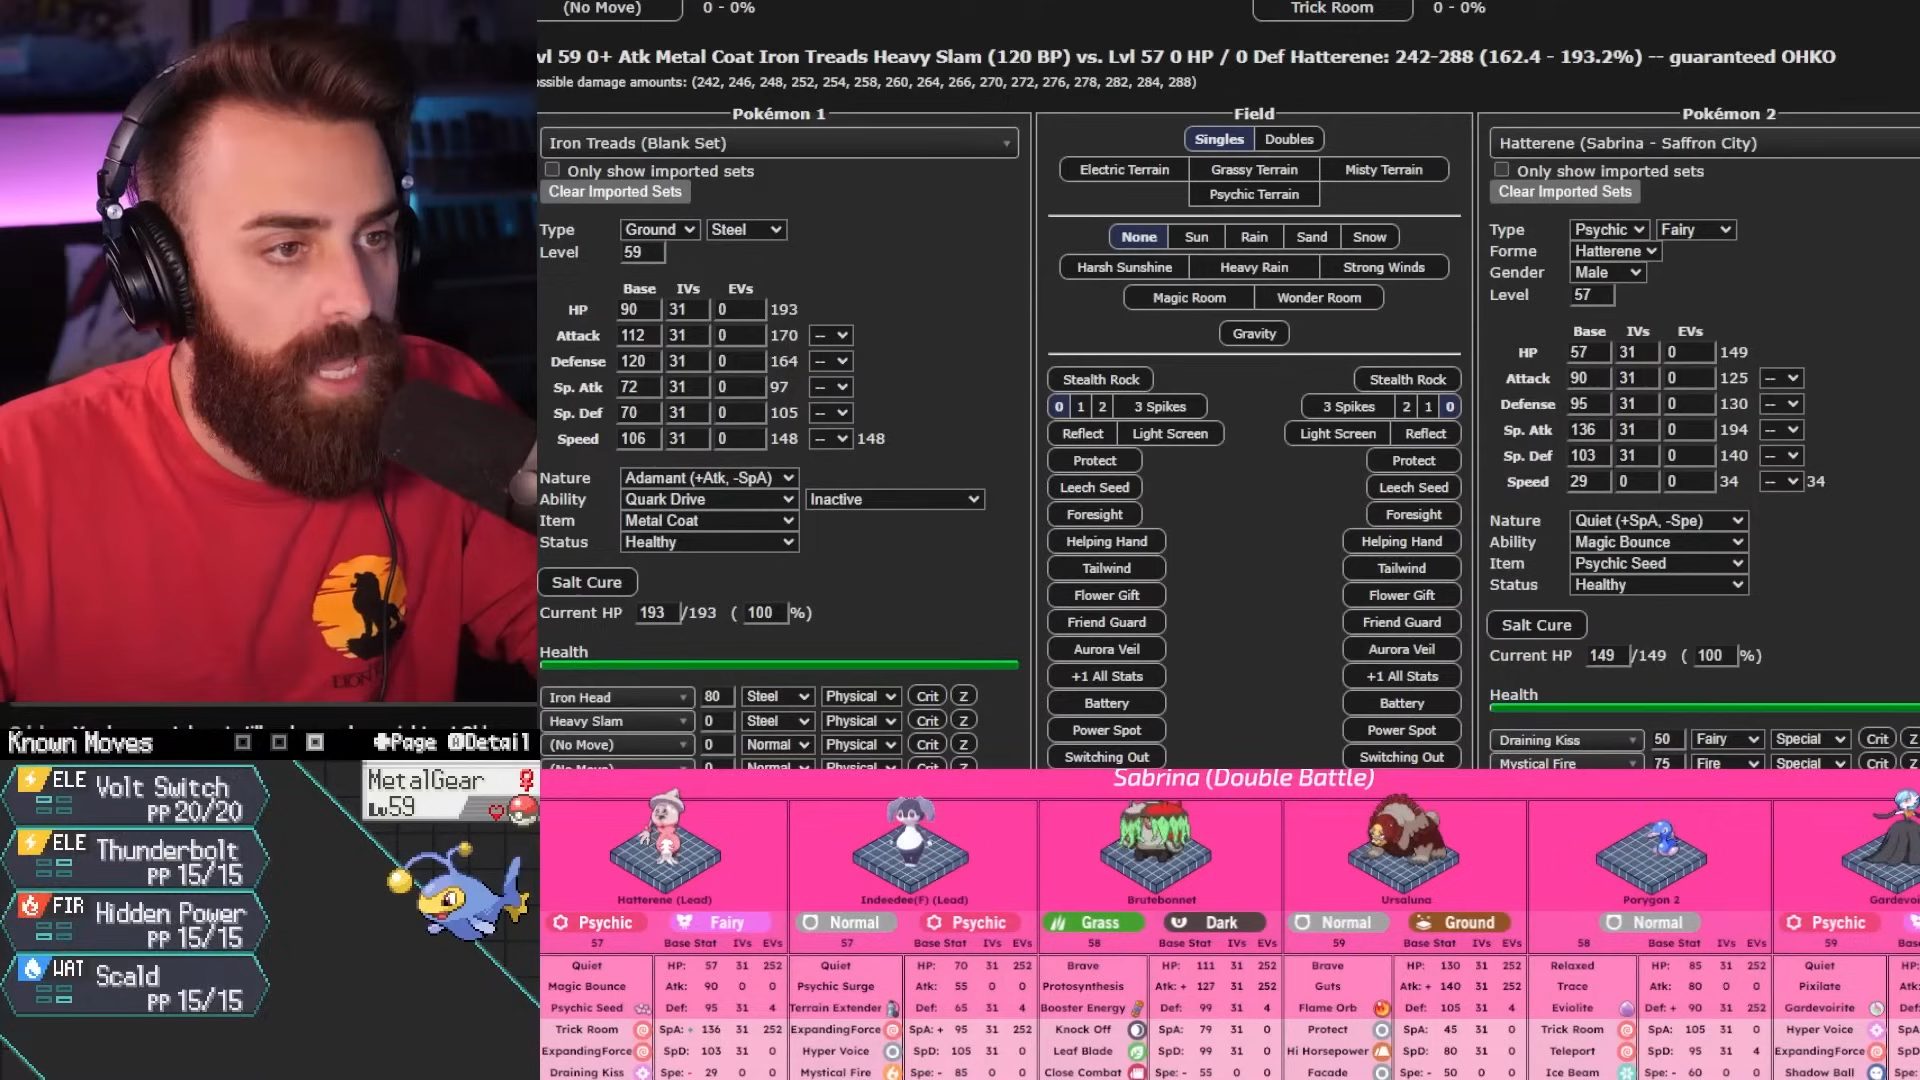 (No Move) 0 - 0% Trick Room 0 - 0%
vl 59 0+ Atk Metal Coat Iron Treads Heavy Slam (120 BP) vs. Lvl 57 0 HP / 0 Def Hatterene: 242-288 (162.4 - 193.2%) -- guaranteed OHKO
ossible damage amounts: (242, 246, 248, 252, 254, 258, 260, 264, 266, 270, 272, 276, 278, 282, 284, 288)
Pokémon 1
Iron Treads (Blank Set)
Only show imported sets
Clear Imported Sets
Type Ground Steel
Level 59
Base IVs EVs
HP 90 31 0 193
Attack 112 31 0 170 --
Defense 120 31 0 164 --
Sp. Atk 72 31 0 97 --
Sp. Def 70 31 0 105 --
Speed 106 31 0 148 -- 148
Nature Adamant (+Atk, -SpA)
Ability Quark Drive Inactive
Item Metal Coat
Status Healthy
Salt Cure
Current HP 193 /193 ( 100 %)
Health
Iron Head 80 Steel Physical Crit Z
Heavy Slam 0 Steel Physical Crit Z
(No Move) 0 Normal Physical Crit Z
Field
Singles Doubles
Electric Terrain Grassy Terrain Misty Terrain
Psychic Terrain
None Sun Rain Sand Snow
Harsh Sunshine Heavy Rain Strong Winds
Magic Room Wonder Room
Gravity
Stealth Rock Stealth Rock
0 1 2 3 Spikes 3 Spikes 2 1 0
Reflect Light Screen Light Screen Reflect
Protect Protect
Leech Seed Leech Seed
Foresight Foresight
Helping Hand Helping Hand
Tailwind Tailwind
Flower Gift Flower Gift
Friend Guard Friend Guard
Aurora Veil Aurora Veil
+1 All Stats +1 All Stats
Battery Battery
Power Spot Power Spot
Switching Out Switching Out
Pokémon 2
Hatterene (Sabrina - Saffron City)
Only show imported sets
Clear Imported Sets
Type Psychic Fairy
Forme Hatterene
Gender Male
Level 57
Base IVs EVs
HP 57 31 0 149
Attack 90 31 0 125 --
Defense 95 31 0 130 --
Sp. Atk 136 31 0 194 --
Sp. Def 103 31 0 140 --
Speed 29 0 0 34 -- 34
Nature Quiet (+SpA, -Spe)
Ability Magic Bounce
Item Psychic Seed
Status Healthy
Salt Cure
Current HP 149 /149 ( 100 %)
Health
Draining Kiss 50 Fairy Special Crit Z
Mystical Fire 75 Fire Special Crit Z
LION
Known Moves Page Detail
ELE Volt Switch
PP 20/20
ELE Thunderbolt
PP 15/15
FIR Hidden Power
PP 15/15
WAT Scald
PP 15/15
MetalGear
Lv.59
Sabrina (Double Battle)
Hatterene (Lead)
Psychic Fairy
57 Base Stat IVs EVs
Quiet HP: 57 31 252
Magic Bounce Atk: 90 31 0
Psychic Seed Def: 95 31 4
Trick Room SpA: + 136 31 252
ExpandingForce SpD: 103 31 0
Draining Kiss Spe: - 29 0 0
Indeedee(F) (Lead)
Normal Psychic
57 Base Stat IVs EVs
Quiet HP: 70 31 252
Psychic Surge Atk: 55 31 0
Terrain Extender Def: 65 31 4
ExpandingForce SpA: + 95 31 252
Hyper Voice SpD: 105 31 0
Mystical Fire Spe: - 85 0 0
Brutebonnet
Grass Dark
58 Base Stat IVs EVs
Brave HP: 111 31 252
Protosynthesis Atk: + 127 31 252
Booster Energy Def: 99 31 4
Knock Off SpA: 79 31 0
Leaf Blade SpD: 99 31 0
Close Combat Spe: - 55 0 0
Ursaluna
Normal Ground
59 Base Stat IVs EVs
Brave HP: 130 31 252
Guts Atk: + 140 31 252
Flame Orb Def: 105 31 4
Protect SpA: 45 31 0
Hi Horsepower SpD: 80 31 0
Facade Spe: - 50 0 0
Porygon 2
Normal
58 Base Stat IVs EVs
Relaxed HP: 85 31 252
Trace Atk: 80 31 0
Eviolite Def: + 90 31 252
Trick Room SpA: 105 31 0
Teleport SpD: 95 31 4
Ice Beam Spe: - 60 0 0
Gardevoi
Psychic
59 Base
Quiet HP:
Pixilate Atk:
Gardevoirite Def:
Hyper Voice SpA
ExpandingForce SpD
Shadow Ball Spe: